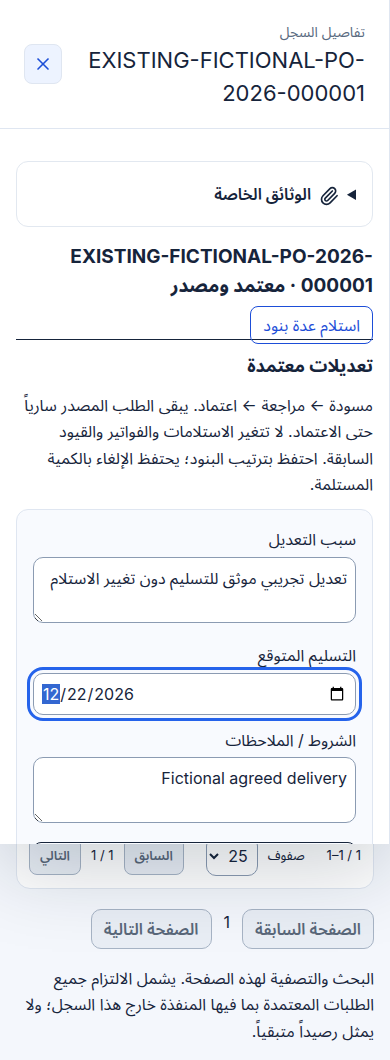 تفاصيل السجل
EXISTING-FICTIONAL-PO-
2026-000001
الوثائق الخاصة
EXISTING-FICTIONAL-PO-2026-
000001 · معتمد ومصدر
استلام عدة بنود
تعديلات معتمدة
مسودة ← مراجعة ← اعتماد. يبقى الطلب المصدر سارياً
حتى الاعتماد. لا تتغير الاستلامات والفواتير والقيود
السابقة. احتفظ بترتيب البنود؛ يحتفظ الإلغاء بالكمية
المستلمة.
سبب التعديل
تعديل تجريبي موثق للتسليم دون تغيير الاستلام
التسليم المتوقع
12/22/2026
الشروط / الملاحظات
Fictional agreed delivery
1–1 / 1 صفوف 25 السابق 1 / 1 التالي
الصفحة السابقة 1 الصفحة التالية
البحث والتصفية لهذه الصفحة. يشمل الالتزام جميع
الطلبات المعتمدة بما فيها المنفذة خارج هذا السجل؛ ولا
يمثل رصيداً متبقياً.